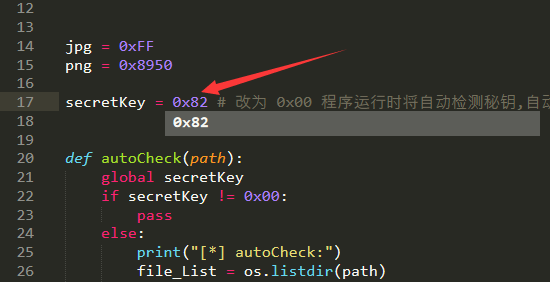 12
13
14 jpg = 0xFF
15 png = 0x8950
16
17 secretKey = 0x82 # 改为 0x00 程序运行时将自动检测秘钥,自动
18 0x82
19
20 def autoCheck(path):
21 global secretKey
22 if secretKey != 0x00:
23 pass
24 else:
25 print("[*] autoCheck:")
26 file_List = os.listdir(path)